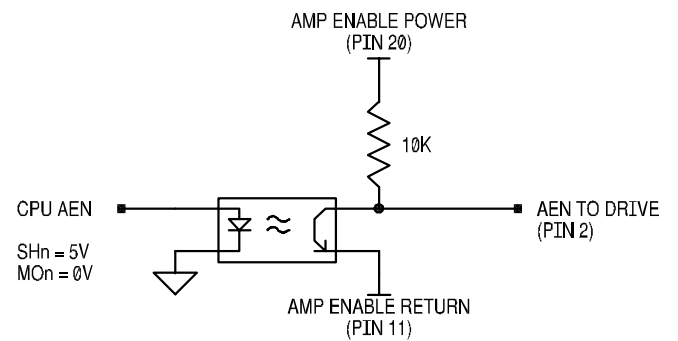 AMP ENABLE POWER
(PIN 20)
10K
CPU AEN
AEN TO DRIVE
(PIN 2)
SHn = 5V
MOn = 0V
AMP ENABLE RETURN
(PIN 11)